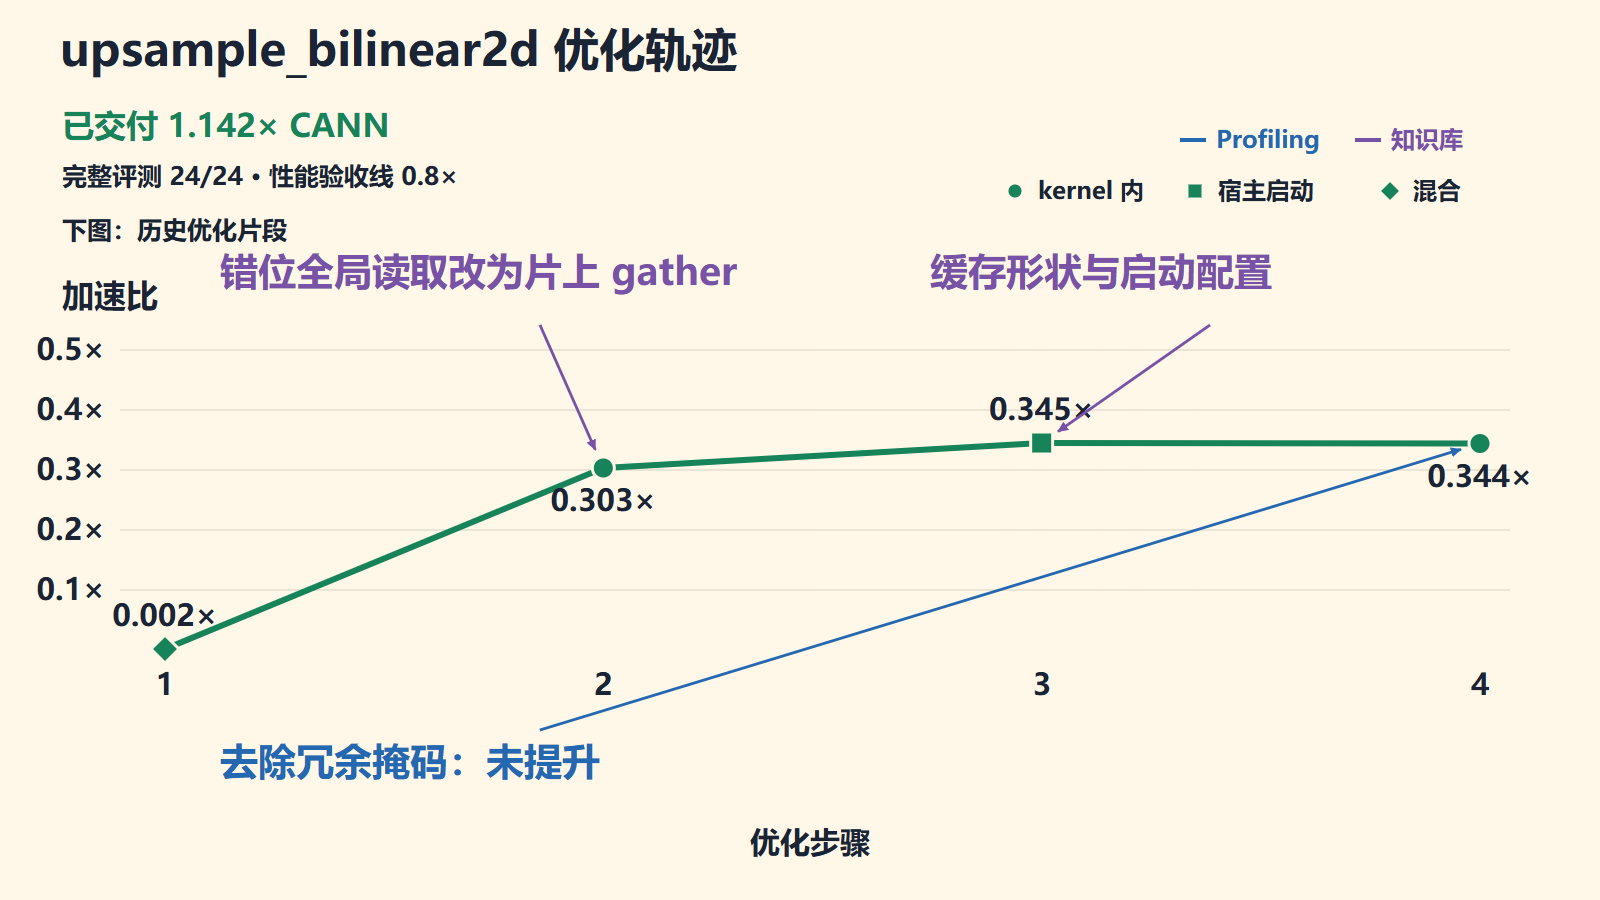 upsample_bilinear2d 优化轨迹
已交付 1.142× CANN
完整评测 24/24・性能验收线 0.8×
下图：历史优化片段
Profiling
知识库
kernel 内
宿主启动
混合
错位全局读取改为片上 gather
缓存形状与启动配置
加速比
0.5×
0.4×
0.3×
0.2×
0.1×
0.002×
0.303×
0.345×
0.344×
1
2
3
4
去除冗余掩码：未提升
优化步骤